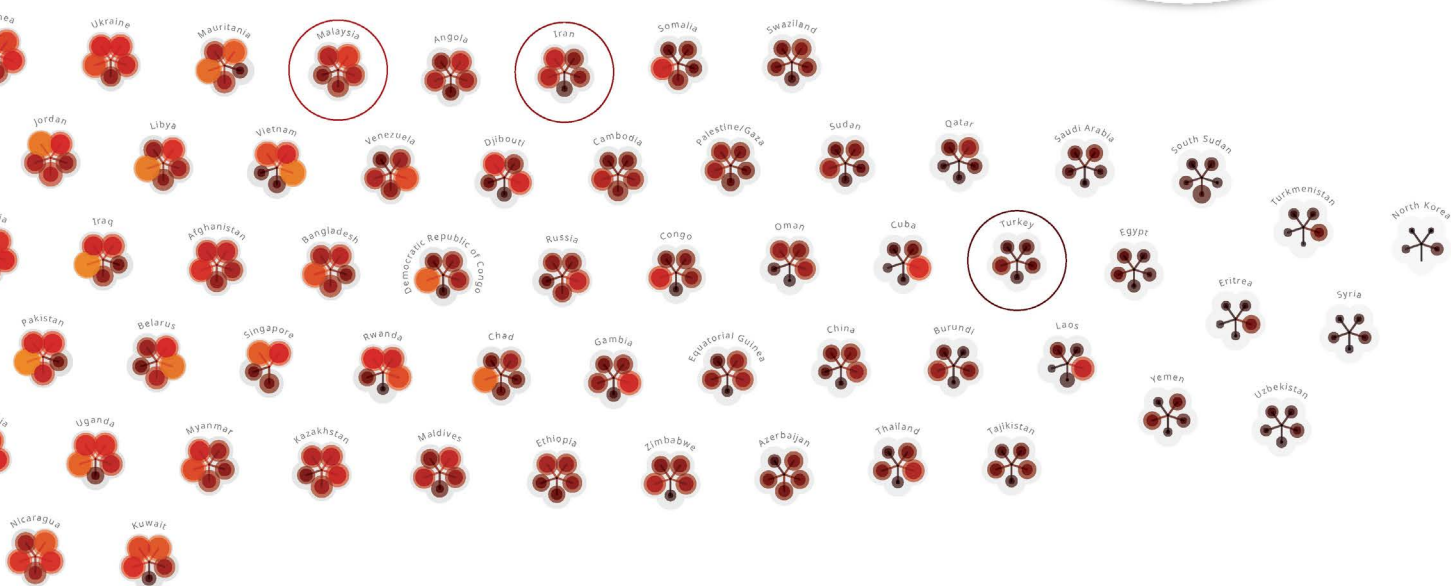 Ukraine
Mauritania
Malaysia
Angola
Iran
Somalia
Swaziland
Jordan
Libya
Vietnam
Venezuela
Djibouti
Cambodia
Palestine/Gaza
Sudan
Qatar
Saudi Arabia
South Sudan
Turkmenistan
North Korea
Iraq
Afghanistan
Bangladesh
Democratic Republic of Congo
Russia
Congo
Oman
Cuba
Turkey
Egypt
Eritrea
Syria
Pakistan
Belarus
Singapore
Rwanda
Chad
Gambia
Equatorial Guinea
China
Burundi
Laos
Yemen
Uzbekistan
Uganda
Myanmar
Kazakhstan
Maldives
Ethiopia
Zimbabwe
Azerbaijan
Thailand
Tajikistan
Nicaragua
Kuwait